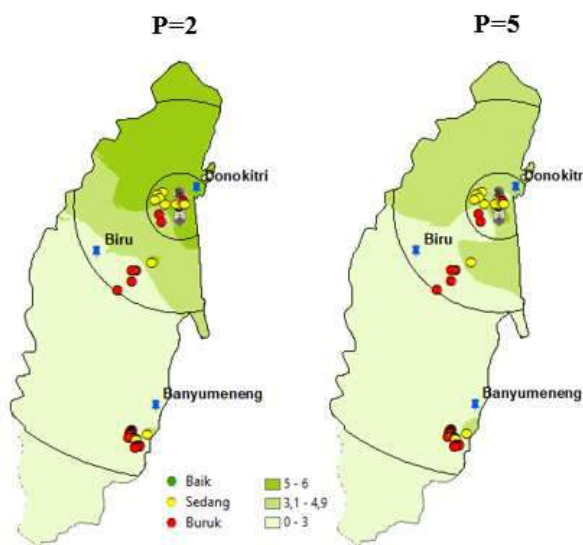 P=2
P=5
Donokitri
Donokitri
Biru
Biru
Banyumeneng
Banyumeneng
Baik
Sedang
Buruk
5 - 6
3,1 - 4,9
0 - 3